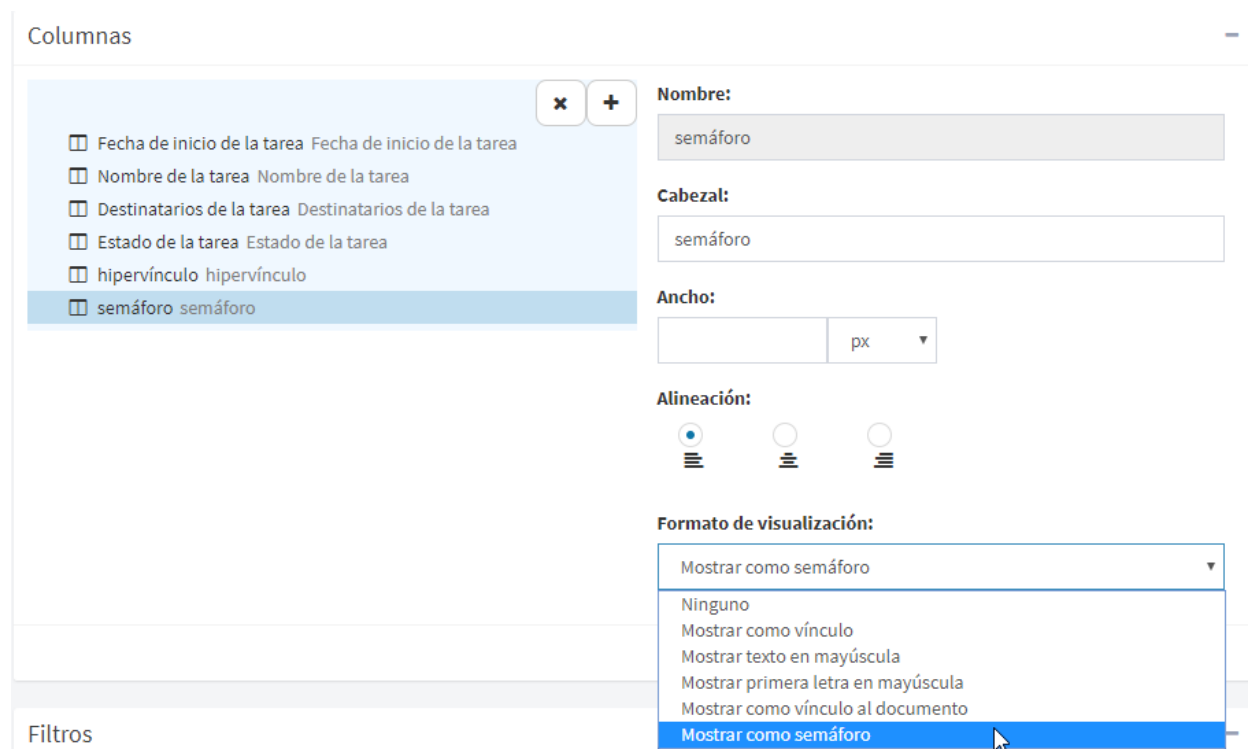 Columnas
Fecha de inicio de la tarea Fecha de inicio de la tarea
Nombre de la tarea Nombre de la tarea
Destinatarios de la tarea Destinatarios de la tarea
Estado de la tarea Estado de la tarea
hipervínculo hipervínculo
semáforo semáforo
Nombre:
semáforo
Cabezal:
semáforo
Ancho:
px
Alineación:
Formato de visualización:
Mostrar como semáforo
Ninguno
Mostrar como vínculo
Mostrar texto en mayúscula
Mostrar primera letra en mayúscula
Mostrar como vínculo al documento
Mostrar como semáforo
Filtros